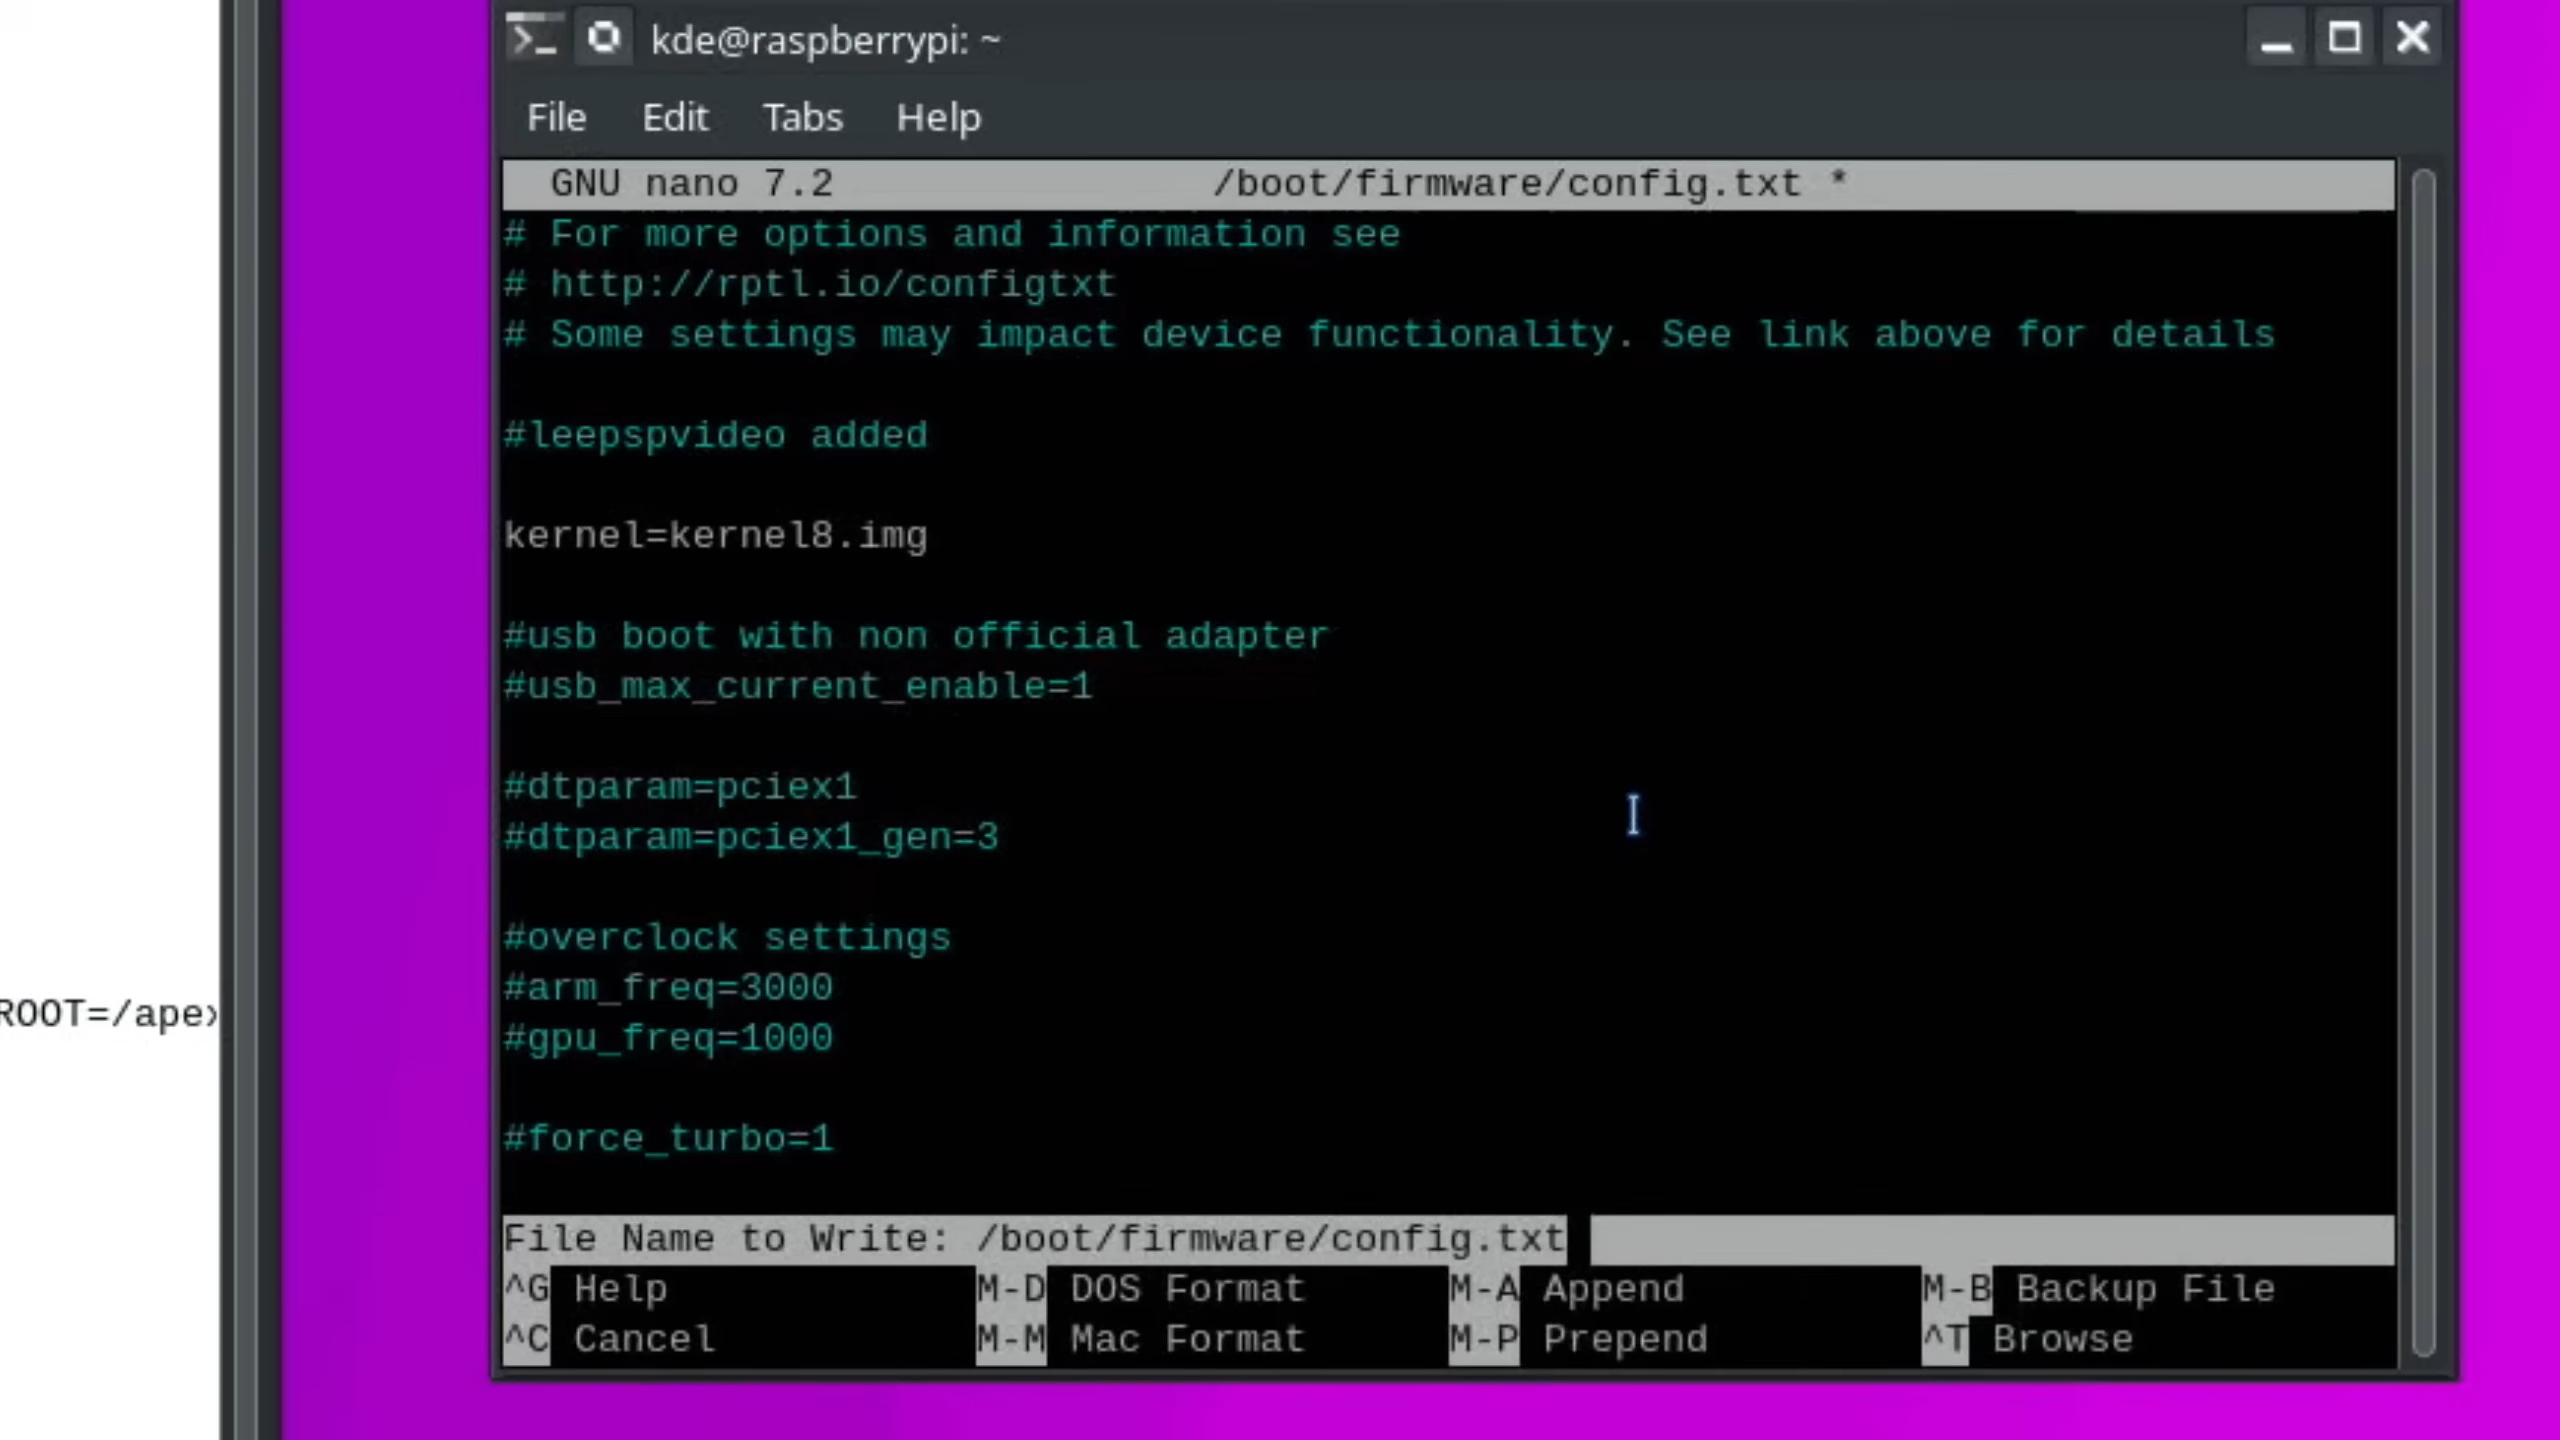 kde@raspberrypi: ~
File Edit Tabs Help
GNU nano 7.2 /boot/firmware/config.txt *
# For more options and information see
# http://rptl.io/configtxt
# Some settings may impact device functionality. See link above for details
#leepspvideo added
kernel=kernel8.img
#usb boot with non official adapter
#usb_max_current_enable=1
#dtparam=pciex1
#dtparam=pciex1_gen=3
#overclock settings
ROOT=/apex
#arm_freq=3000
#gpu_freq=1000
#force_turbo=1
File Name to Write: /boot/firmware/config.txt
^G Help M-D DOS Format M-A Append M-B Backup File
^C Cancel M-M Mac Format M-P Prepend ^T Browse